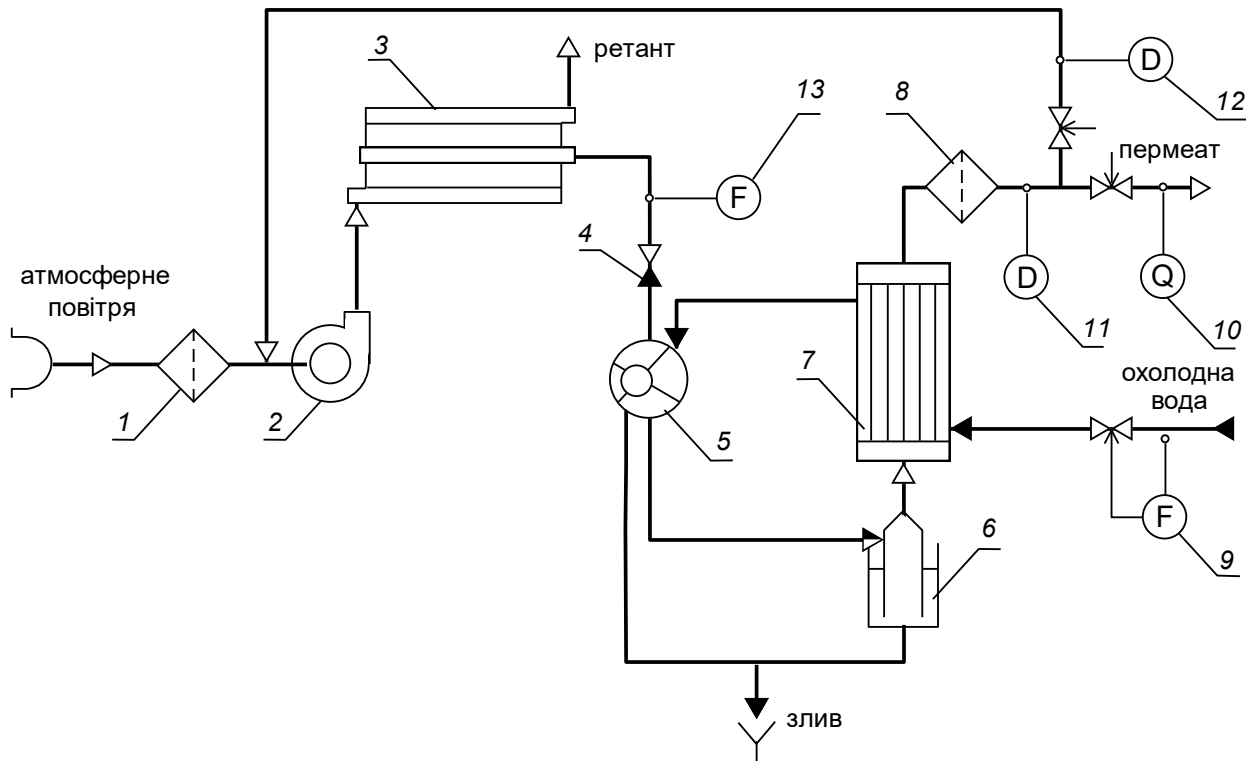 3
ретант
D
12
13
8
F
пермеат
4
атмосферне
повітря
D
Q
11
10
7
охолодна
вода
1
2
5
F
6
9
злив